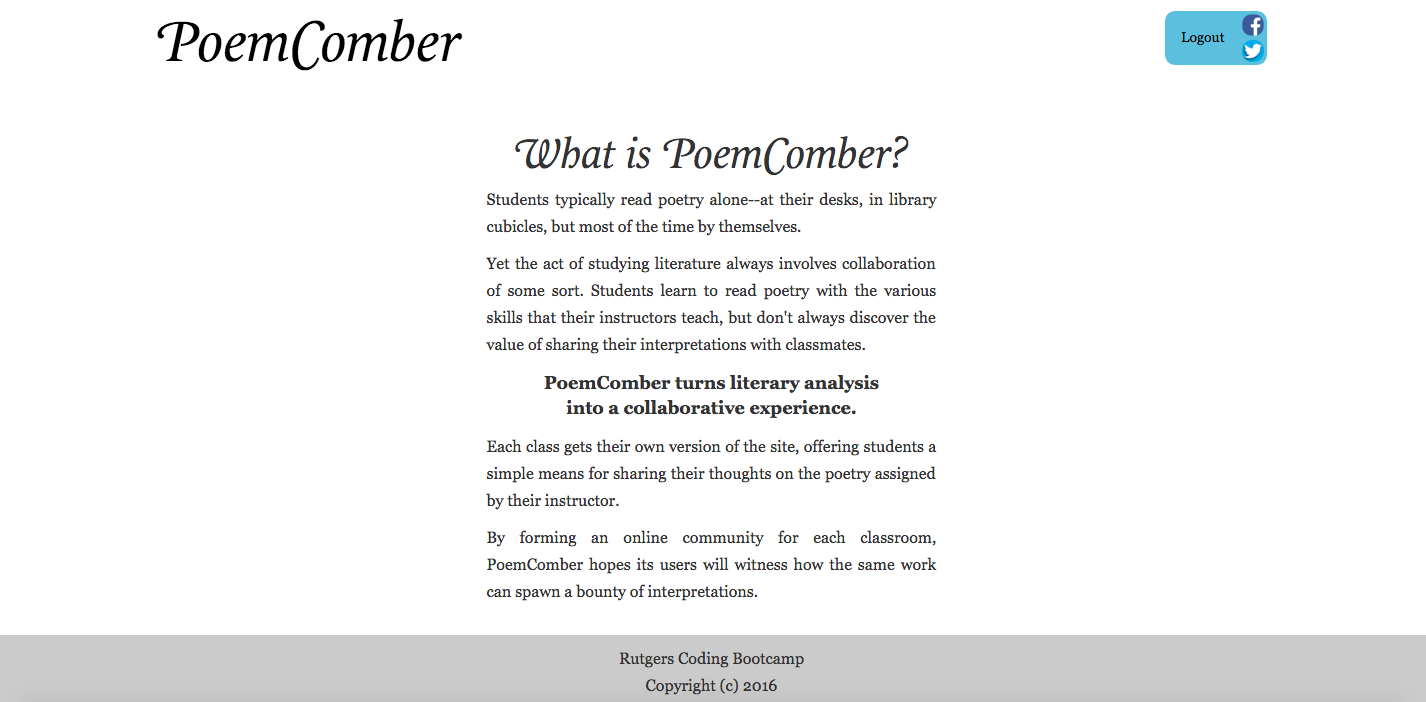 PoemComber
Logout
What is PoemComber?
Students typically read poetry alone--at their desks, in library
cubicles, but most of the time by themselves.
Yet the act of studying literature always involves collaboration
of some sort. Students learn to read poetry with the various
skills that their instructors teach, but don't always discover the
value of sharing their interpretations with classmates.
PoemComber turns literary analysis
into a collaborative experience.
Each class gets their own version of the site, offering students a
simple means for sharing their thoughts on the poetry assigned
by their instructor.
By forming an online community for each classroom,
PoemComber hopes its users will witness how the same work
can spawn a bounty of interpretations.
Rutgers Coding Bootcamp
Copyright (c) 2016